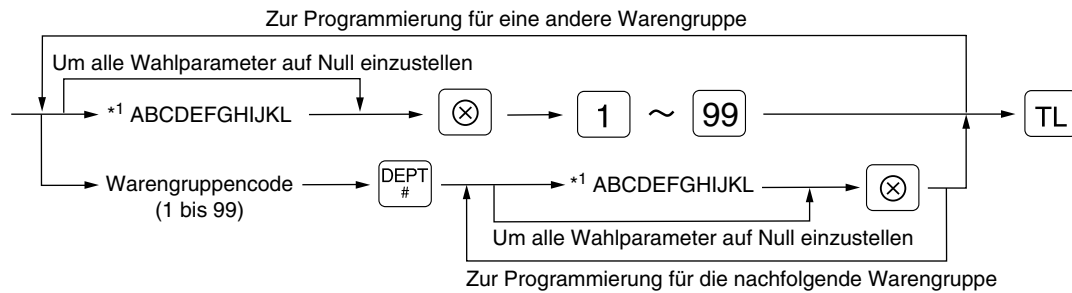 Zur Programmierung für eine andere Warengruppe
Um alle Wahlparameter auf Null einzustellen
*1 ABCDEFGHIJKL ⊗ 1 ~ 99 TL
Warengruppencode
(1 bis 99)
DEPT
#
*1 ABCDEFGHIJKL ⊗
Um alle Wahlparameter auf Null einzustellen
Zur Programmierung für die nachfolgende Warengruppe